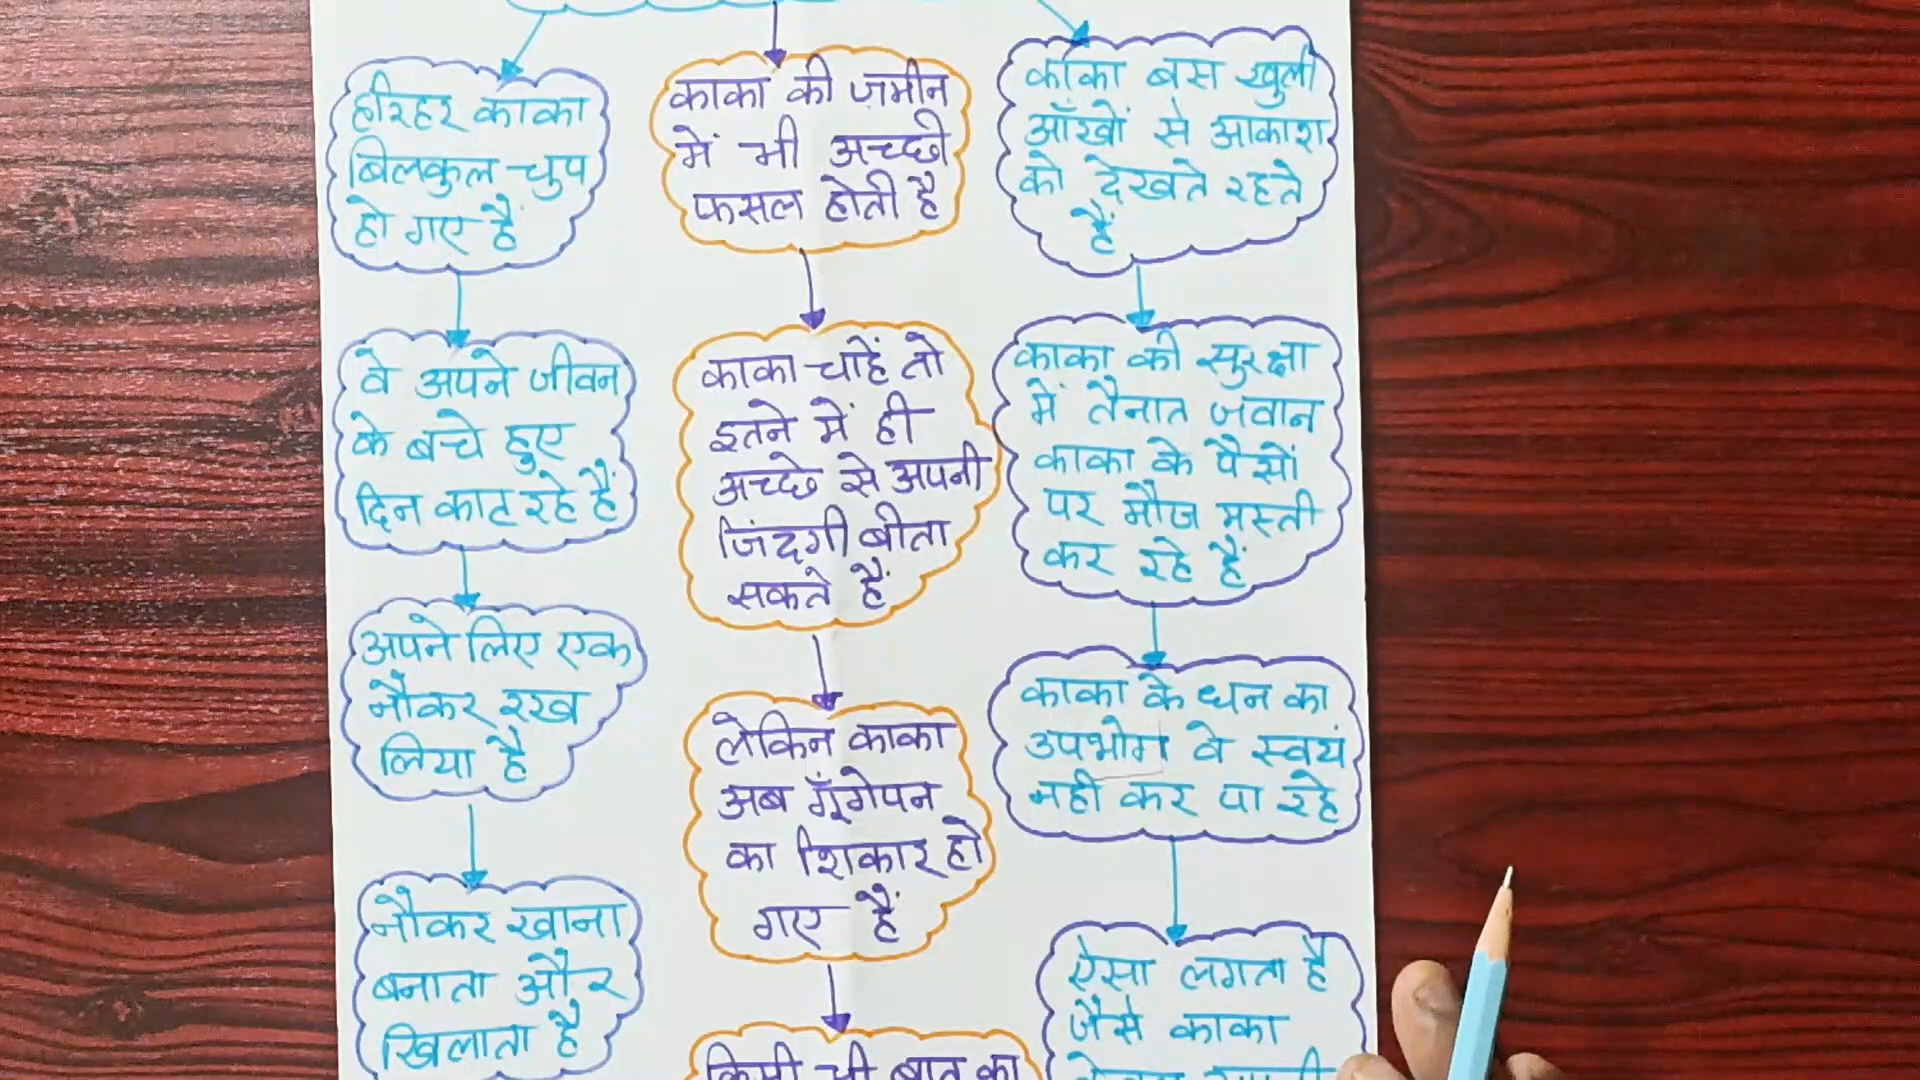 हरिहर काका
बिलकुल चुप
हो गए हैं
वे अपने जीवन
के बचे हुए
दिन काट रहे हैं
अपने लिए एक
नौकर रख
लिया है
नौकर खाना
बनाता और
खिलाता है
काका की ज़मीन
में भी अच्छी
फसल होती है
काका चाहें तो
इतने में ही
अच्छे से अपनी
जिंदगी बीता
सकते हैं
लेकिन काका
अब गूँगेपन
का शिकार हो
गए हैं
किसी भी बात का
काका बस खुली
आँखों से आकाश
को देखते रहते
हैं
काका की सुरक्षा
में तैनात जवान
काका के पैसों
पर मौज मस्ती
कर रहे हैं
काका के धन का
उपभोग वे स्वयं
नहीं कर पा रहे
ऐसा लगता है
जैसे काका